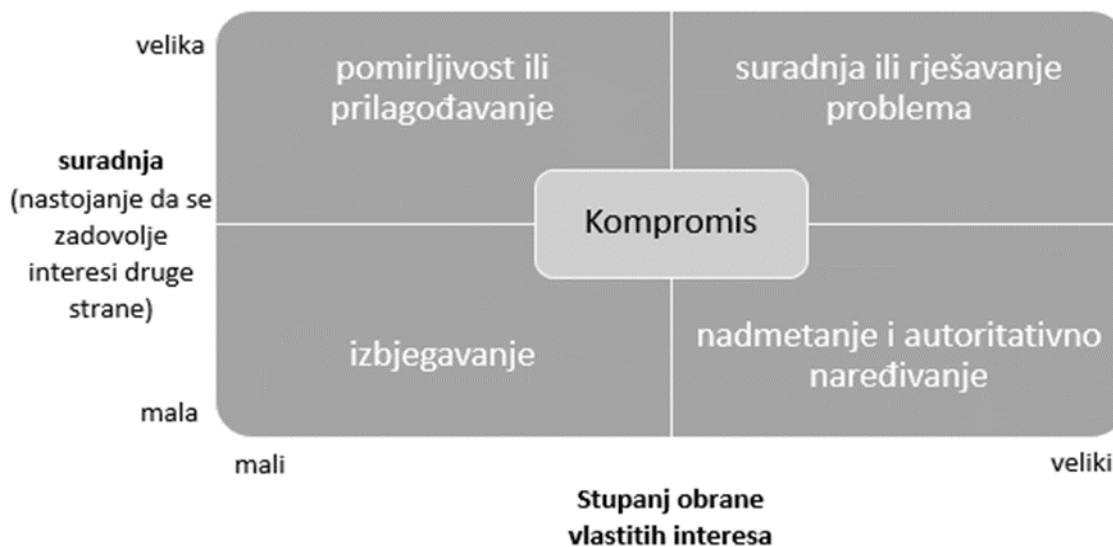 velika
pomirljivost ili
prilagođavanje
suradnja ili rješavanje
problema
suradnja
(nastojanje da se
zadovolje
interesi druge
strane)
Kompromis
izbjegavanje
nadmetanje i autoritativno
naređivanje
mala
mali
veliki
Stupanj obrane
vlastitih interesa